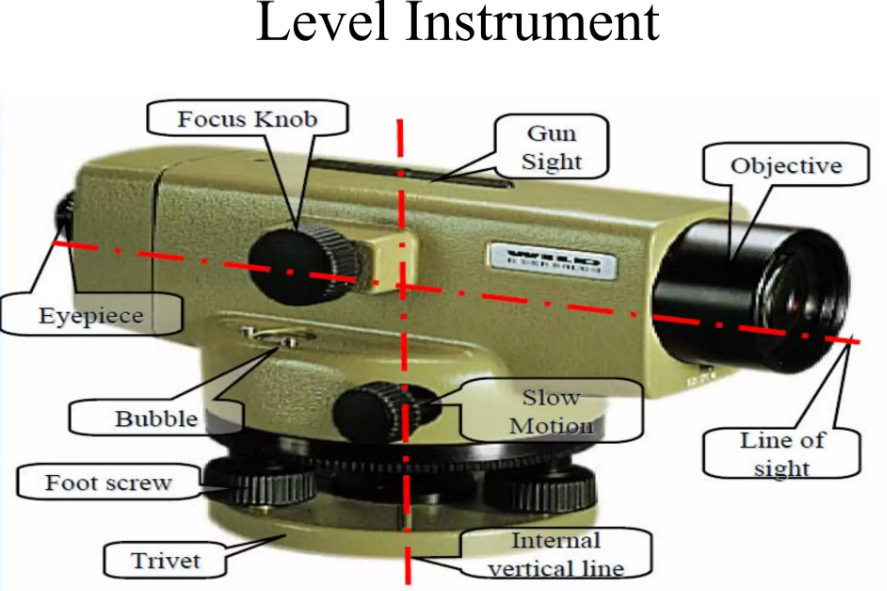 Level Instrument
Focus Knob
Gun
Sight
Objective
WILD
Eyepiece
Bubble
Slow
Motion
Line of
sight
Foot screw
Trivet
Internal
vertical line